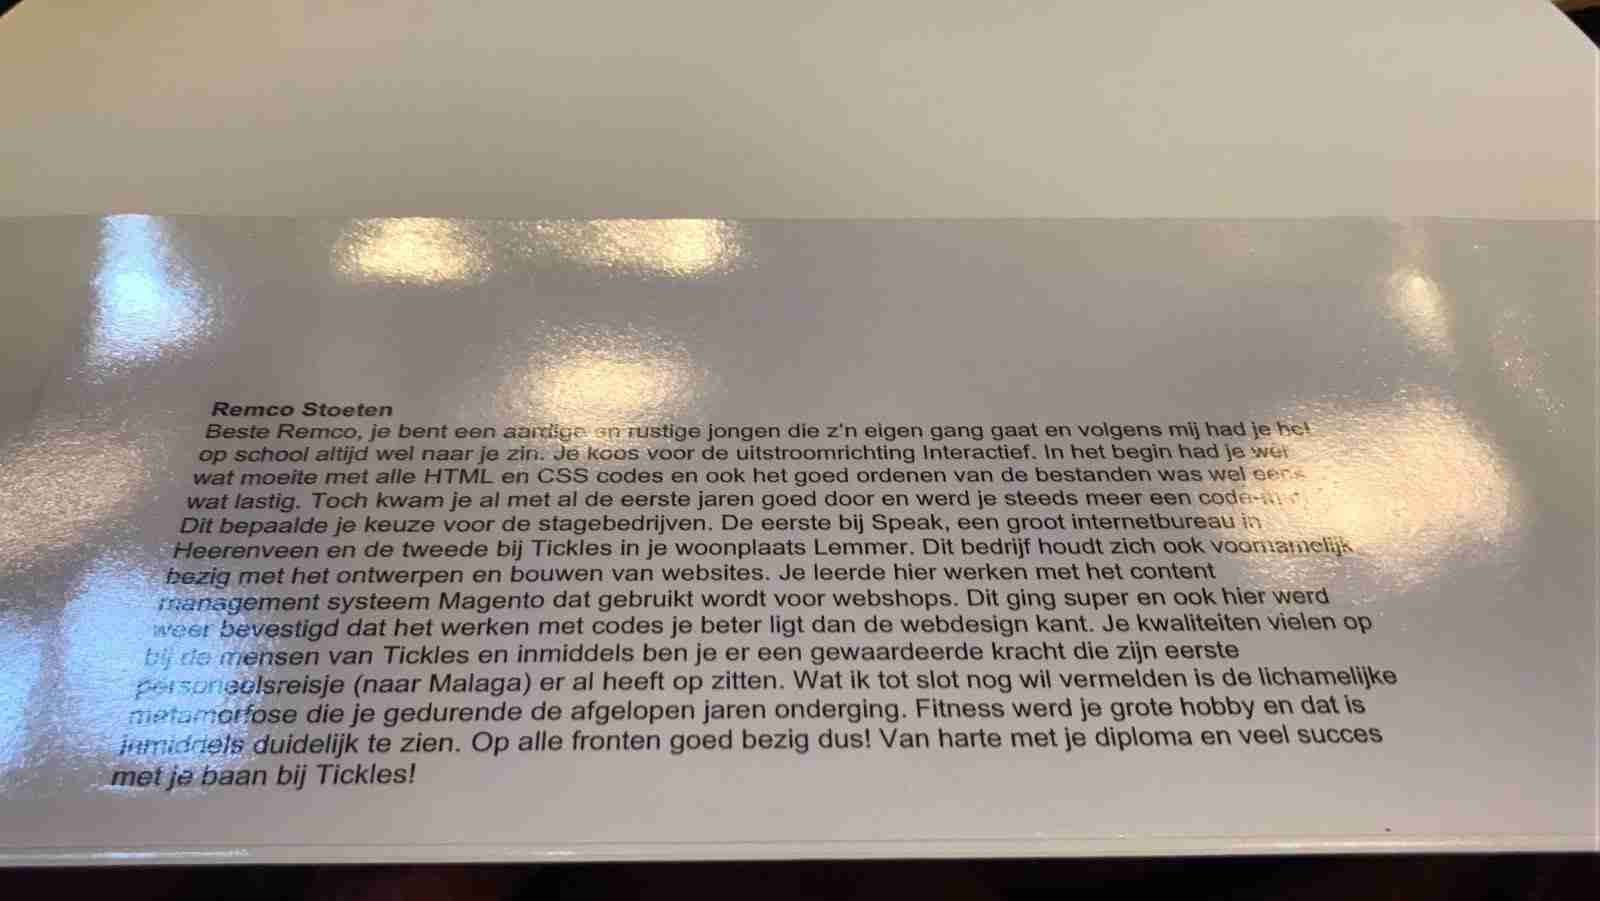 Remco Stoeten
Beste Remco, je bent een aardige en rustige jongen die z'n eigen gang gaat en volgens mij had je het
op school altijd wel naar je zin. Je koos voor de uitstroomrichting Interactief. In het begin had je wel
wat moeite met alle HTML en CSS codes en ook het goed ordenen van de bestanden was wel eens
wat lastig. Toch kwam je al met al de eerste jaren goed door en werd je steeds meer een
Dit bepaalde je keuze voor de stagebedrijven. De eerste bij Speak, een groot internetbureau in
Heerenveen en de tweede bij Tickles in je woonplaats Lemmer. Dit bedrijf houdt zich ook voornamelijk
bezig met het ontwerpen en bouwen van websites. Je leerde hier werken met het content
management systeem Magento dat gebruikt wordt voor webshops. Dit ging super en ook hier werd
weer bevestigd dat het werken met codes je beter ligt dan de webdesign kant. Je kwaliteiten vielen op
bij de mensen van Tickles en inmiddels ben je er een gewaardeerde kracht die zijn eerste
personeelsreisje (naar Malaga) er al heeft op zitten. Wat ik tot slot nog wil vermelden is de lichamelijke
metamorfose die je gedurende de afgelopen jaren onderging. Fitness werd je grote hobby en dat is
inmiddels duidelijk te zien. Op alle fronten goed bezig dus! Van harte met je diploma en veel succes
met je baan bij Tickles!